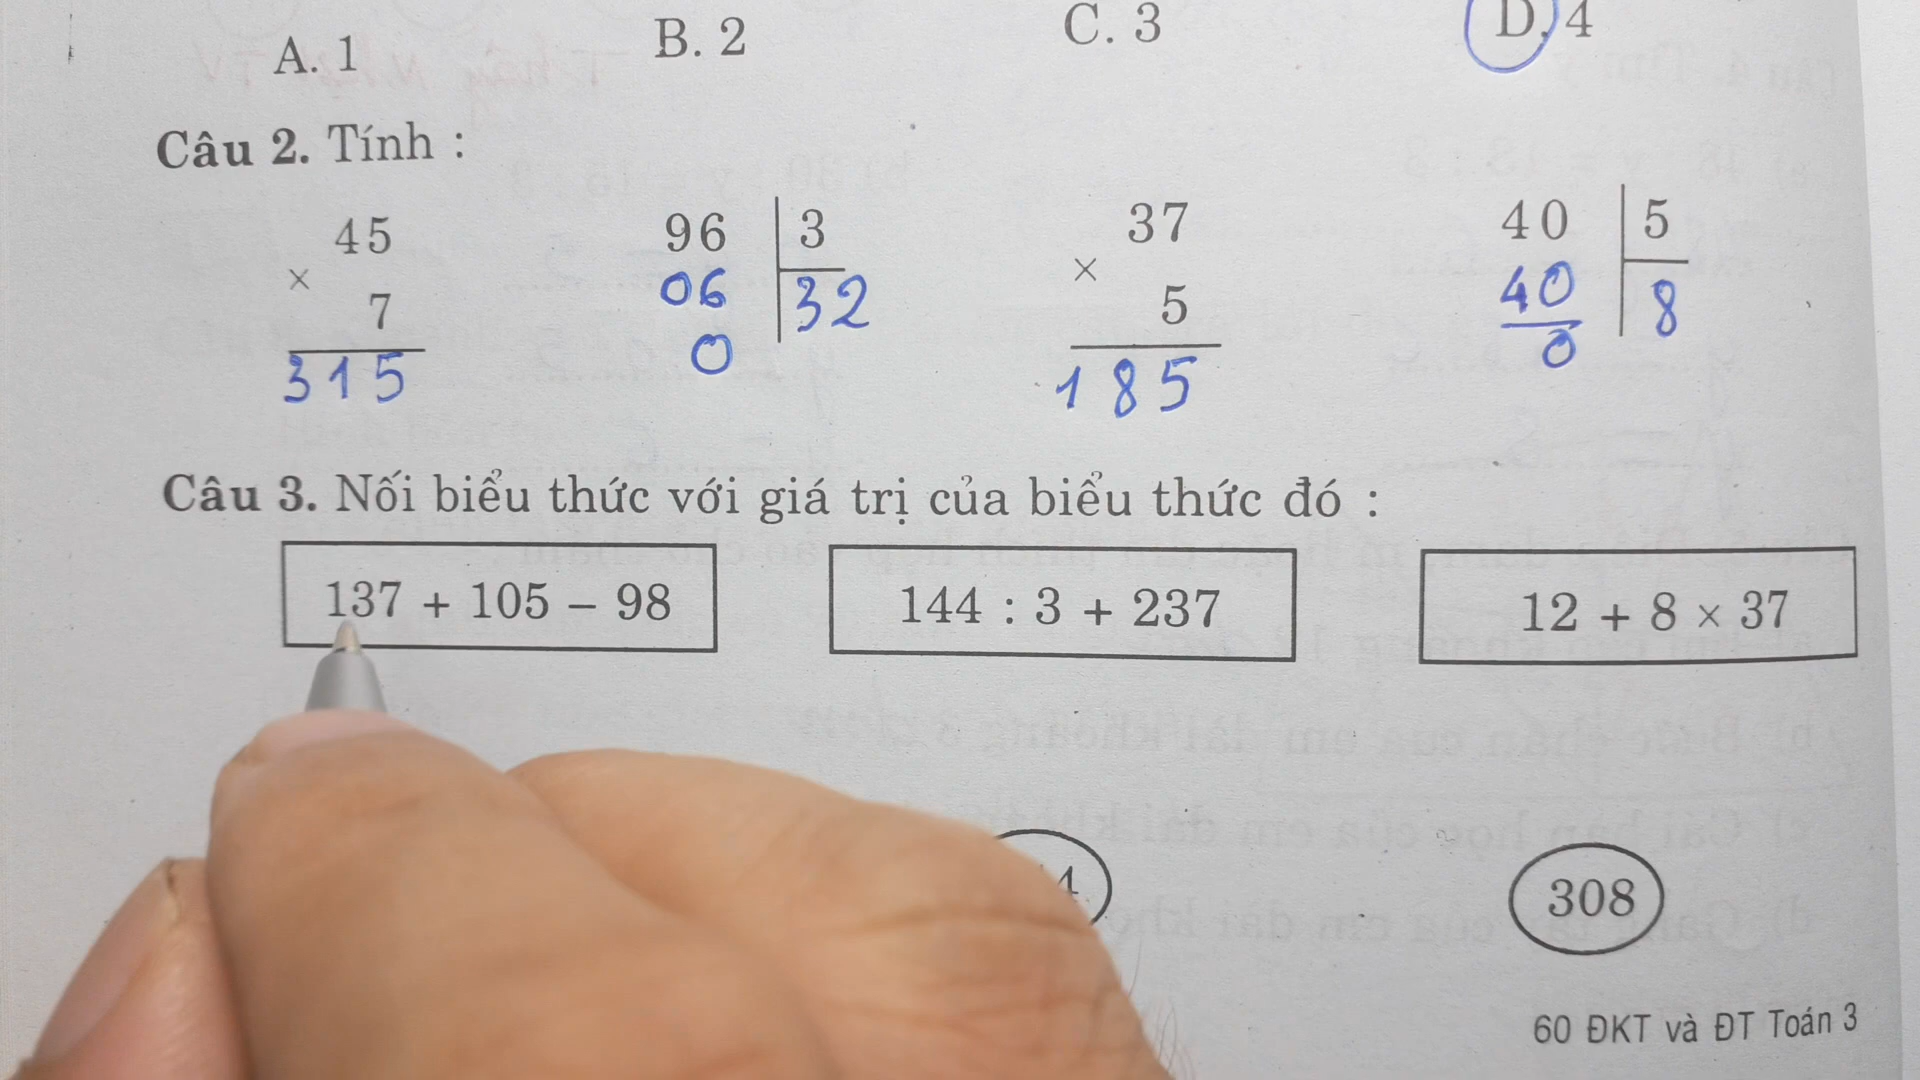 A. 1 B. 2 C. 3 D. 4
Câu 2. Tính :
45 96 3 37 40 5
× 06 32 × 40 8
7 0 5 0
315 185
Câu 3. Nối biểu thức với giá trị của biểu thức đó :
137 + 105 – 98 144 : 3 + 237 12 + 8 × 37
308
60 ĐKT và ĐT Toán 3